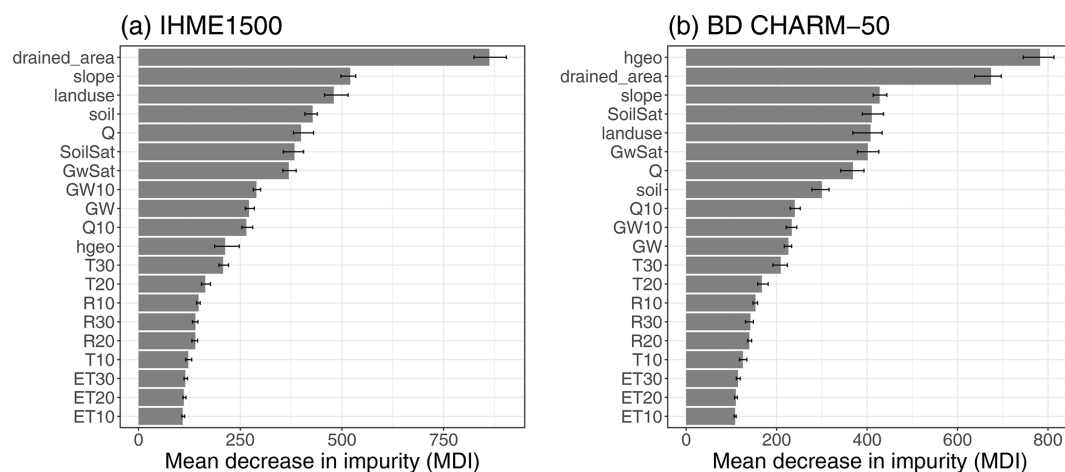 (a) IHME1500
drained_area
slope
landuse
soil
Q
SoilSat
GwSat
GW10
GW
Q10
hgeo
T30
T20
R10
R30
R20
T10
ET30
ET20
ET10
0 250 500 750
Mean decrease in impurity (MDI)
(b) BD CHARM−50
hgeo
drained_area
slope
SoilSat
landuse
GwSat
Q
soil
Q10
GW10
GW
T30
T20
R10
R30
R20
T10
ET30
ET20
ET10
0 200 400 600 800
Mean decrease in impurity (MDI)